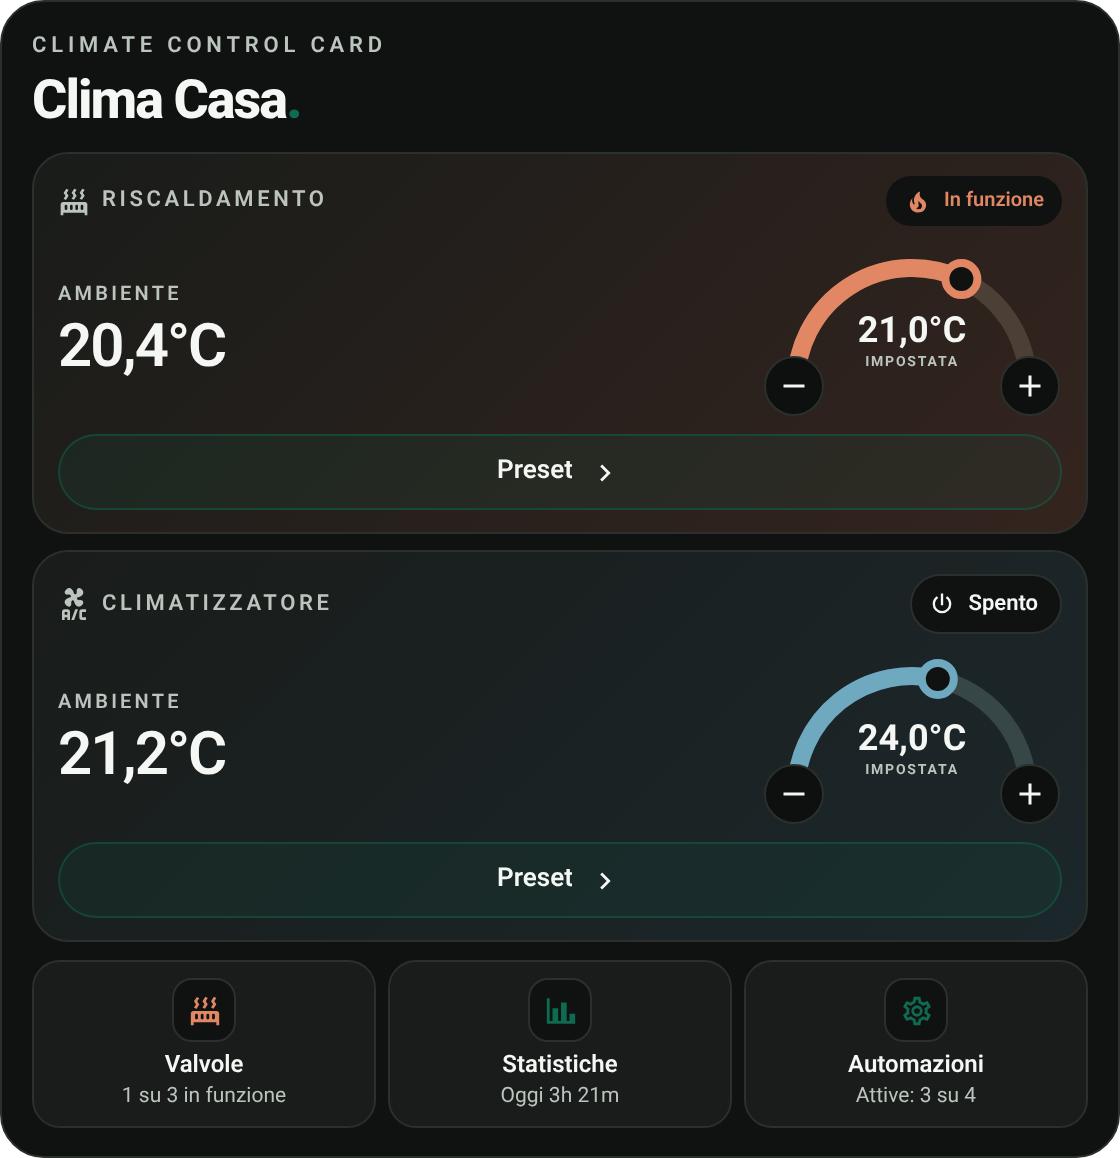 CLIMATE CONTROL CARD
Clima Casa.
RISCALDAMENTO
In funzione
AMBIENTE
20,4°C
21,0°C
IMPOSTATA
Preset
A/C
CLIMATIZZATORE
Spento
AMBIENTE
21,2°C
24,0°C
IMPOSTATA
Preset
Valvole
1 su 3 in funzione
Statistiche
Oggi 3h 21m
Automazioni
Attive: 3 su 4